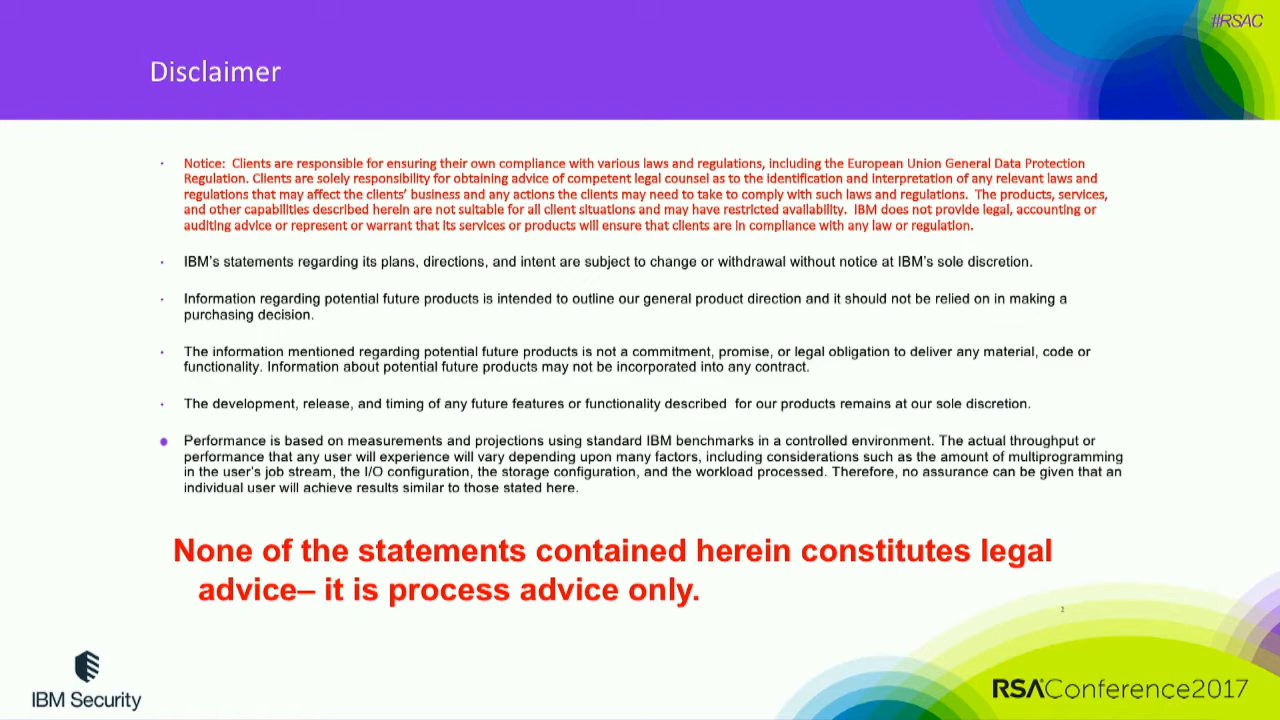 #RSAC
Disclaimer
• Notice: Clients are responsible for ensuring their own compliance with various laws and regulations, including the European Union General Data Protection
Regulation. Clients are solely responsibility for obtaining advice of competent legal counsel as to the identification and interpretation of any relevant laws and
regulations that may affect the clients' business and any actions the clients may need to take to comply with such laws and regulations. The products, services,
and other capabilities described herein are not suitable for all client situations and may have restricted availability. IBM does not provide legal, accounting or
auditing advice or represent or warrant that its services or products will ensure that clients are in compliance with any law or regulation.
• IBM's statements regarding its plans, directions, and intent are subject to change or withdrawal without notice at IBM's sole discretion.
• Information regarding potential future products is intended to outline our general product direction and it should not be relied on in making a
purchasing decision.
• The information mentioned regarding potential future products is not a commitment, promise, or legal obligation to deliver any material, code or
functionality. Information about potential future products may not be incorporated into any contract.
• The development, release, and timing of any future features or functionality described for our products remains at our sole discretion.
• Performance is based on measurements and projections using standard IBM benchmarks in a controlled environment. The actual throughput or
performance that any user will experience will vary depending upon many factors, including considerations such as the amount of multiprogramming
in the user's job stream, the I/O configuration, the storage configuration, and the workload processed. Therefore, no assurance can be given that an
individual user will achieve results similar to those stated here.
None of the statements contained herein constitutes legal
advice– it is process advice only.
2
IBM Security
RSAConference2017